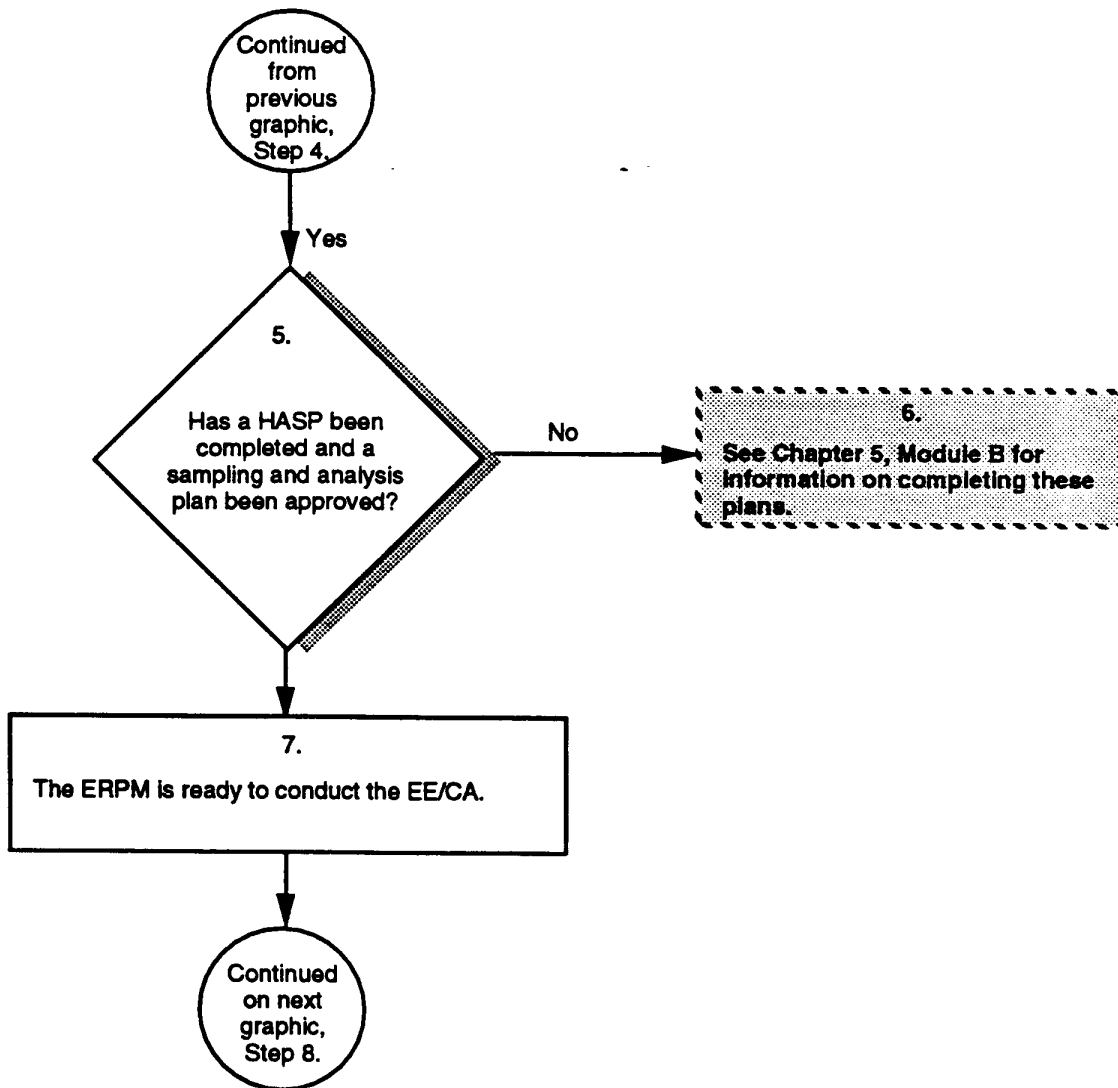 Continued
from
previous
graphic,
Step 4.
Yes
5.
Has a HASP been
completed and a
sampling and analysis
plan been approved?
No
6.
See Chapter 5, Module B for
information on completing these
plans.
7.
The ERPM is ready to conduct the EE/CA.
Continued
on next
graphic,
Step 8.